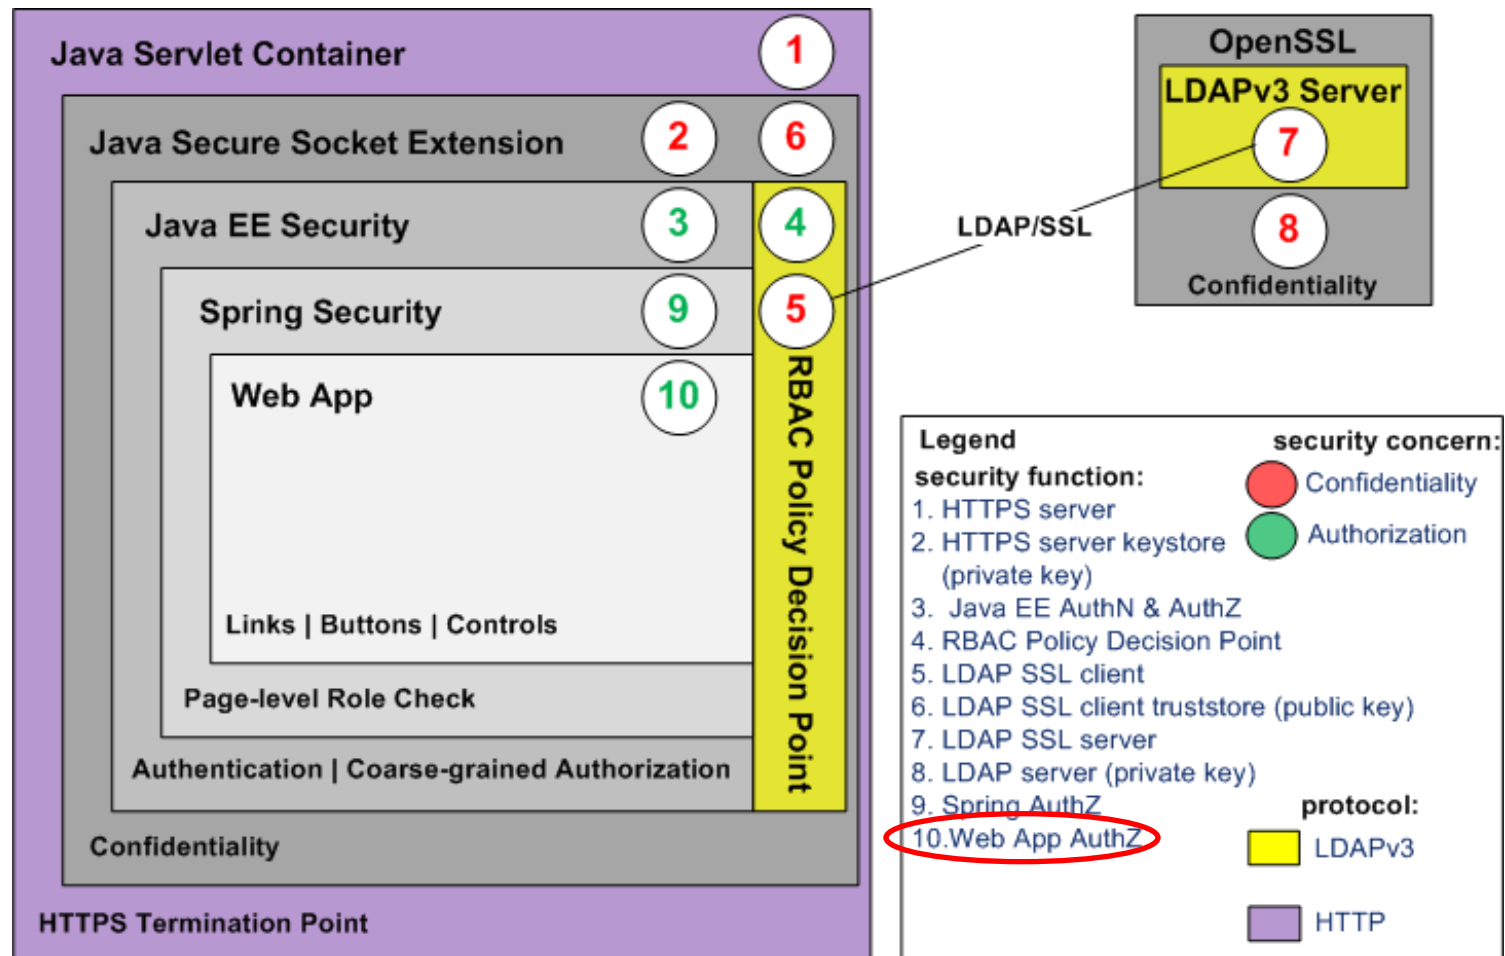 Java Servlet Container
1
Java Secure Socket Extension
2
6
Java EE Security
3
4
Spring Security
9
5
Web App
10
RBAC Policy Decision Point
Links | Buttons | Controls
Page-level Role Check
Authentication | Coarse-grained Authorization
Confidentiality
HTTPS Termination Point
LDAP/SSL
OpenSSL
LDAPv3 Server
7
8
Confidentiality
Legend
security function:
1. HTTPS server
2. HTTPS server keystore
(private key)
3. Java EE AuthN & AuthZ
4. RBAC Policy Decision Point
5. LDAP SSL client
6. LDAP SSL client truststore (public key)
7. LDAP SSL server
8. LDAP server (private key)
9. Spring AuthZ
10.Web App AuthZ
security concern:
Confidentiality
Authorization
protocol:
LDAPv3
HTTP